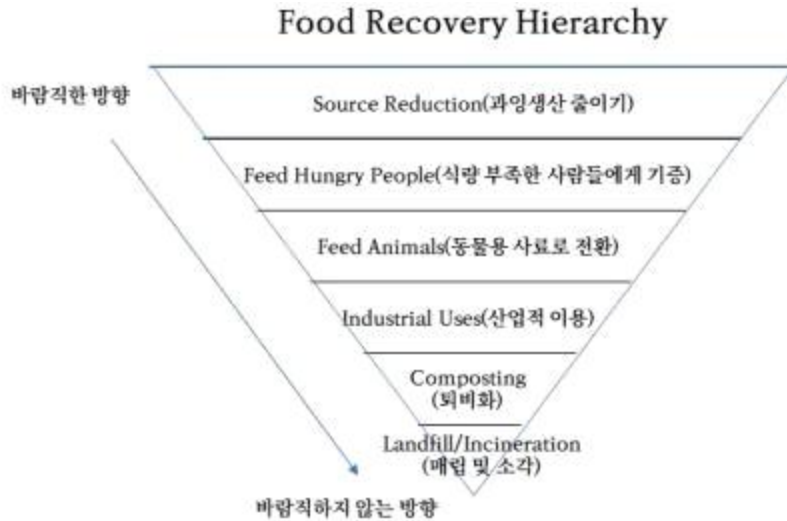 Food Recovery Hierarchy
바람직한 방향
Source Reduction(과잉생산 줄이기)
Feed Hungry People(식량 부족한 사람들에게 기증)
Feed Animals(동물용 사료로 전환)
Industrial Uses(산업적 이용)
Composting
(퇴비화)
Landfill/Incineration
(매립 및 소각)
바람직하지 않는 방향